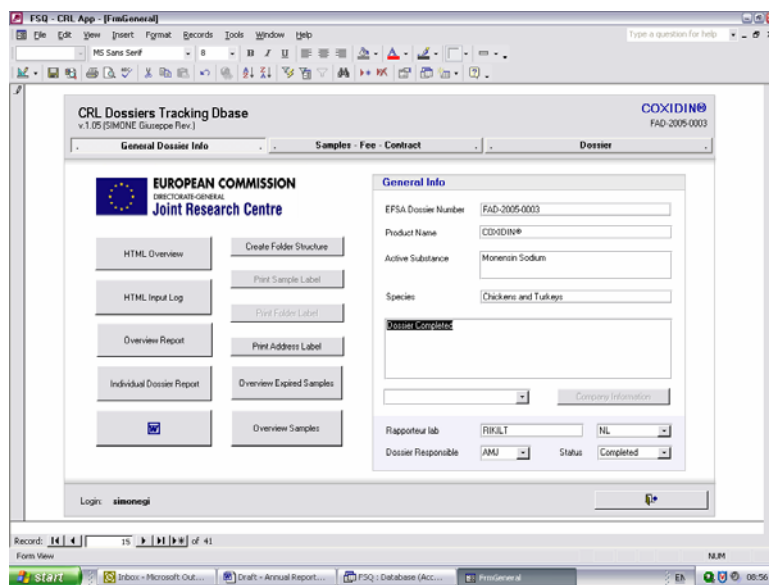 FSQ - CRL App - [FrmGeneral]
File Edit View Insert Format Records Tools Window Help
Type a question for help
MS Sans Serif 8 B I U
CRL Dossiers Tracking Dbase
v.1.05 (SIMONE Giuseppe Rev.)
COXIDIN®
FAD-2005-0003
. General Dossier Info . . Samples - Fee - Contract . . Dossier .
EUROPEAN COMMISSION
DIRECTORATE-GENERAL
Joint Research Centre
HTML Overview
HTML Input Log
Overview Report
Individual Dossier Report
Create Folder Structure
Print Sample Label
Print Folder Label
Print Address Label
Overview Expired Samples
Overview Samples
General Info
EFSA Dossier Number FAD-2005-0003
Product Name COXIDIN®
Active Substance Monensin Sodium
Species Chickens and Turkeys
Dossier Completed
Company Information
Rapporteur lab RIKILT NL
Dossier Responsible AMJ Status Completed
Login: simonegi
Record: 15 of 41
Form View NUM
start Inbox - Microsoft Out... Draft - Annual Report... FSQ : Database (Acc... FrmGeneral EN 08:56